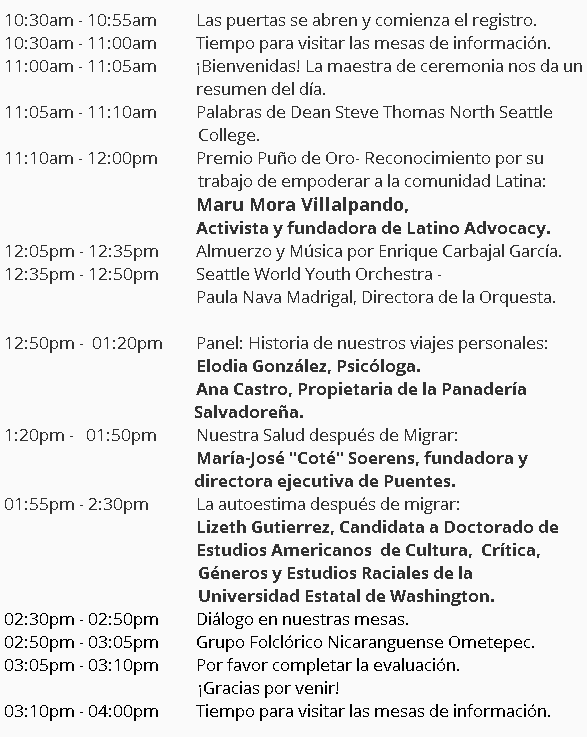 10:30am - 10:55am Las puertas se abren y comienza el registro.
10:30am - 11:00am Tiempo para visitar las mesas de información.
11:00am - 11:05am ¡Bienvenidas! La maestra de ceremonia nos da un
resumen del día.
11:05am - 11:10am Palabras de Dean Steve Thomas North Seattle
College.
11:10am - 12:00pm Premio Puño de Oro- Reconocimiento por su
trabajo de empoderar a la comunidad Latina:
Maru Mora Villalpando,
Activista y fundadora de Latino Advocacy.
12:05pm - 12:35pm Almuerzo y Música por Enrique Carbajal García.
12:35pm - 12:50pm Seattle World Youth Orchestra -
Paula Nava Madrigal, Directora de la Orquesta.
12:50pm - 01:20pm Panel: Historia de nuestros viajes personales:
Elodia González, Psicóloga.
Ana Castro, Propietaria de la Panadería
Salvadoreña.
1:20pm - 01:50pm Nuestra Salud después de Migrar:
María-José "Coté" Soerens, fundadora y
directora ejecutiva de Puentes.
01:55pm - 2:30pm La autoestima después de migrar:
Lizeth Gutierrez, Candidata a Doctorado de
Estudios Americanos de Cultura, Crítica,
Géneros y Estudios Raciales de la
Universidad Estatal de Washington.
02:30pm - 02:50pm Diálogo en nuestras mesas.
02:50pm - 03:05pm Grupo Folclórico Nicaranguense Ometepec.
03:05pm - 03:10pm Por favor completar la evaluación.
¡Gracias por venir!
03:10pm - 04:00pm Tiempo para visitar las mesas de información.